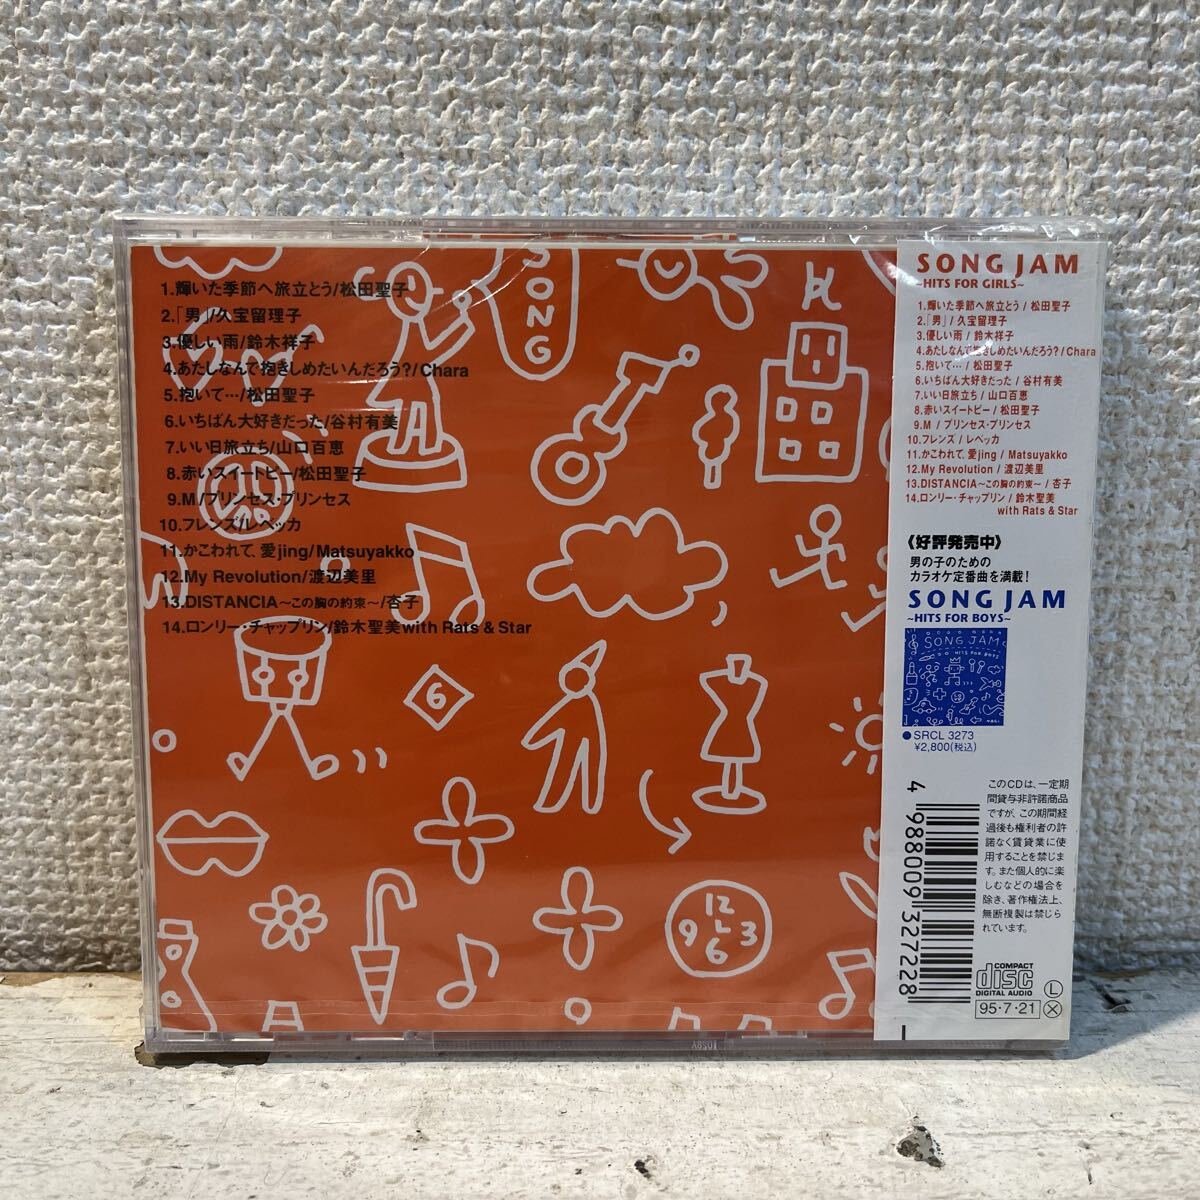 1.輝いた季節へ旅立とう/松田聖子
2.「男」/久宝留理子
3.優しい雨/鈴木祥子
4.あたしなんで抱きしめたいんだろう?/Chara
5.抱いて…/松田聖子
6.いちばん大好きだった/谷村有美
7.いい日旅立ち/山口百恵
8.赤いスイートピー/松田聖子
9.M/プリンセス・プリンセス
10.フレンズ/レベッカ
11.かこわれて、愛jing/Matsuyakko
12.My Revolution/渡辺美里
13.DISTANCIA～この胸の約束～/杏子
14.ロンリー・チャップリン/鈴木聖美with Rats & Star
SONG
6
12
9 3
6
SONG JAM
~HITS FOR GIRLS~
1.輝いた季節へ旅立とう / 松田聖子
2.「男」/ 久宝留理子
3.優しい雨 / 鈴木祥子
4.あたしなんで抱きしめたいんだろう? / Chara
5.抱いて… / 松田聖子
6.いちばん大好きだった / 谷村有美
7.いい日旅立ち / 山口百恵
8.赤いスイートピー / 松田聖子
9.M / プリンセス・プリンセス
10.フレンズ / レベッカ
11.かこわれて、愛jing / Matsuyakko
12.My Revolution / 渡辺美里
13.DISTANCIA～この胸の約束～ / 杏子
14.ロンリー・チャップリン / 鈴木聖美
with Rats & Star
《好評発売中》
男の子のための
カラオケ定番曲を満載!
SONG JAM
~HITS FOR BOYS~
SONG JAM
HITS FOR BOYS
●SRCL 3273
¥2,800(税込)
4 988009 327228
このCDは、一定期
間貸与非許諾商品
ですが、この期間経
過後も権利者の許
諾なく賃貸業に使
用することを禁じま
す。また個人的に楽
しむなどの場合を
除き、著作権法上、
無断複製は禁じら
れています。
COMPACT
disc
DIGITAL AUDIO
L
95・7・21
X